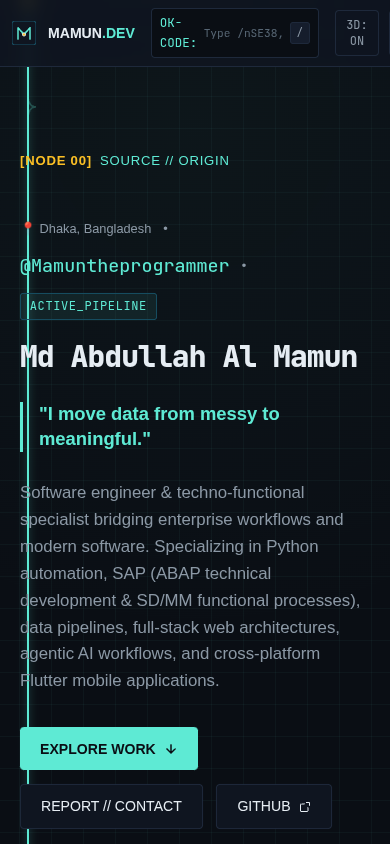 MAMUN.DEV
OK-
CODE:
Type /nSE38,
/
3D:
ON
[NODE 00] SOURCE // ORIGIN
📍 Dhaka, Bangladesh •
@Mamuntheprogrammer •
ACTIVE_PIPELINE
Md Abdullah Al Mamun
"I move data from messy to
meaningful."
Software engineer & techno-functional
specialist bridging enterprise workflows and
modern software. Specializing in Python
automation, SAP (ABAP technical
development & SD/MM functional processes),
data pipelines, full-stack web architectures,
agentic AI workflows, and cross-platform
Flutter mobile applications.
EXPLORE WORK ↓
REPORT // CONTACT
GITHUB